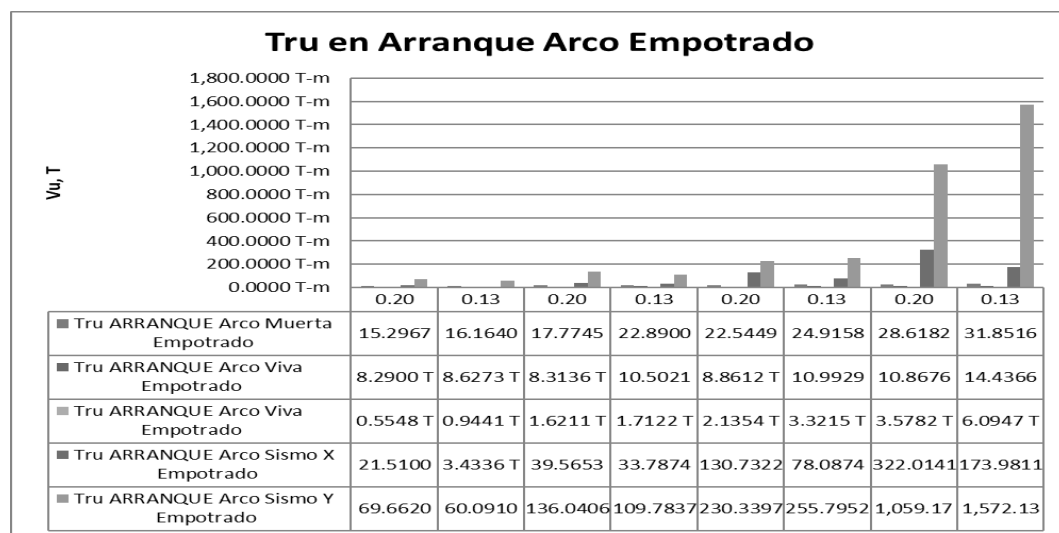 Tru en Arranque Arco Empotrado
Vu, T
1,800.0000 T-m
1,600.0000 T-m
1,400.0000 T-m
1,200.0000 T-m
1,000.0000 T-m
800.0000 T-m
600.0000 T-m
400.0000 T-m
200.0000 T-m
0.0000 T-m
0.20 0.13 0.20 0.13 0.20 0.13 0.20 0.13
Tru ARRANQUE Arco Muerta
Empotrado
15.2967 16.1640 17.7745 22.8900 22.5449 24.9158 28.6182 31.8516
Tru ARRANQUE Arco Viva
Empotrado
8.2900 T 8.6273 T 8.3136 T 10.5021 8.8612 T 10.9929 10.8676 14.4366
Tru ARRANQUE Arco Viva
Empotrado
0.5548 T 0.9441 T 1.6211 T 1.7122 T 2.1354 T 3.3215 T 3.5782 T 6.0947 T
Tru ARRANQUE Arco Sismo X
Empotrado
21.5100 3.4336 T 39.5653 33.7874 130.7322 78.0874 322.0141 173.9811
Tru ARRANQUE Arco Sismo Y
Empotrado
69.6620 60.0910 136.0406 109.7837 230.3397 255.7952 1,059.17 1,572.13